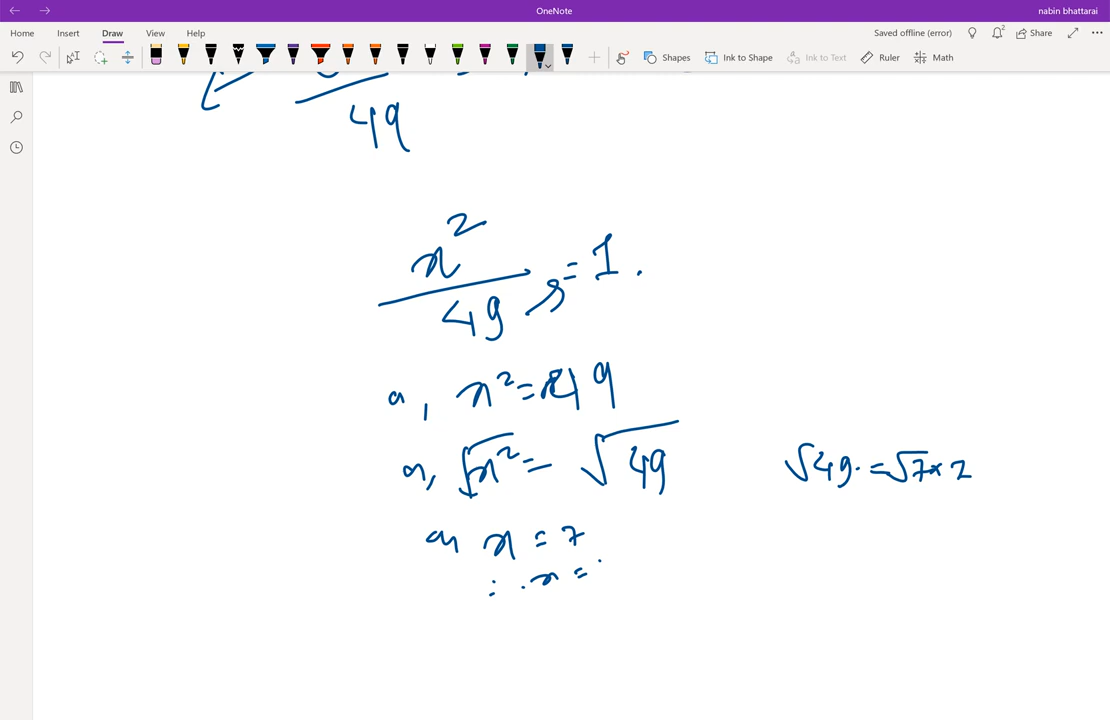 OneNote
nabin bhattarai
Home Insert Draw View Help
Saved offline (error)
Share
Shapes
Ink to Shape
Ink to Text
Ruler
Math
49
x²
49 = 1.
or, x² = 49
or, √x² = √49
√49 = √7×2
or x = 7
∴ x =